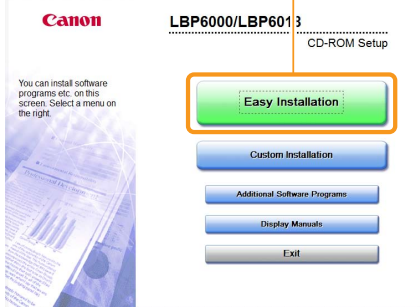 Canon
LBP6000/LBP6018
CD-ROM Setup
You can install software
programs etc. on this
screen. Select a menu on
the right.
Easy Installation
Custom Installation
Additional Software Programs
Display Manuals
Exit